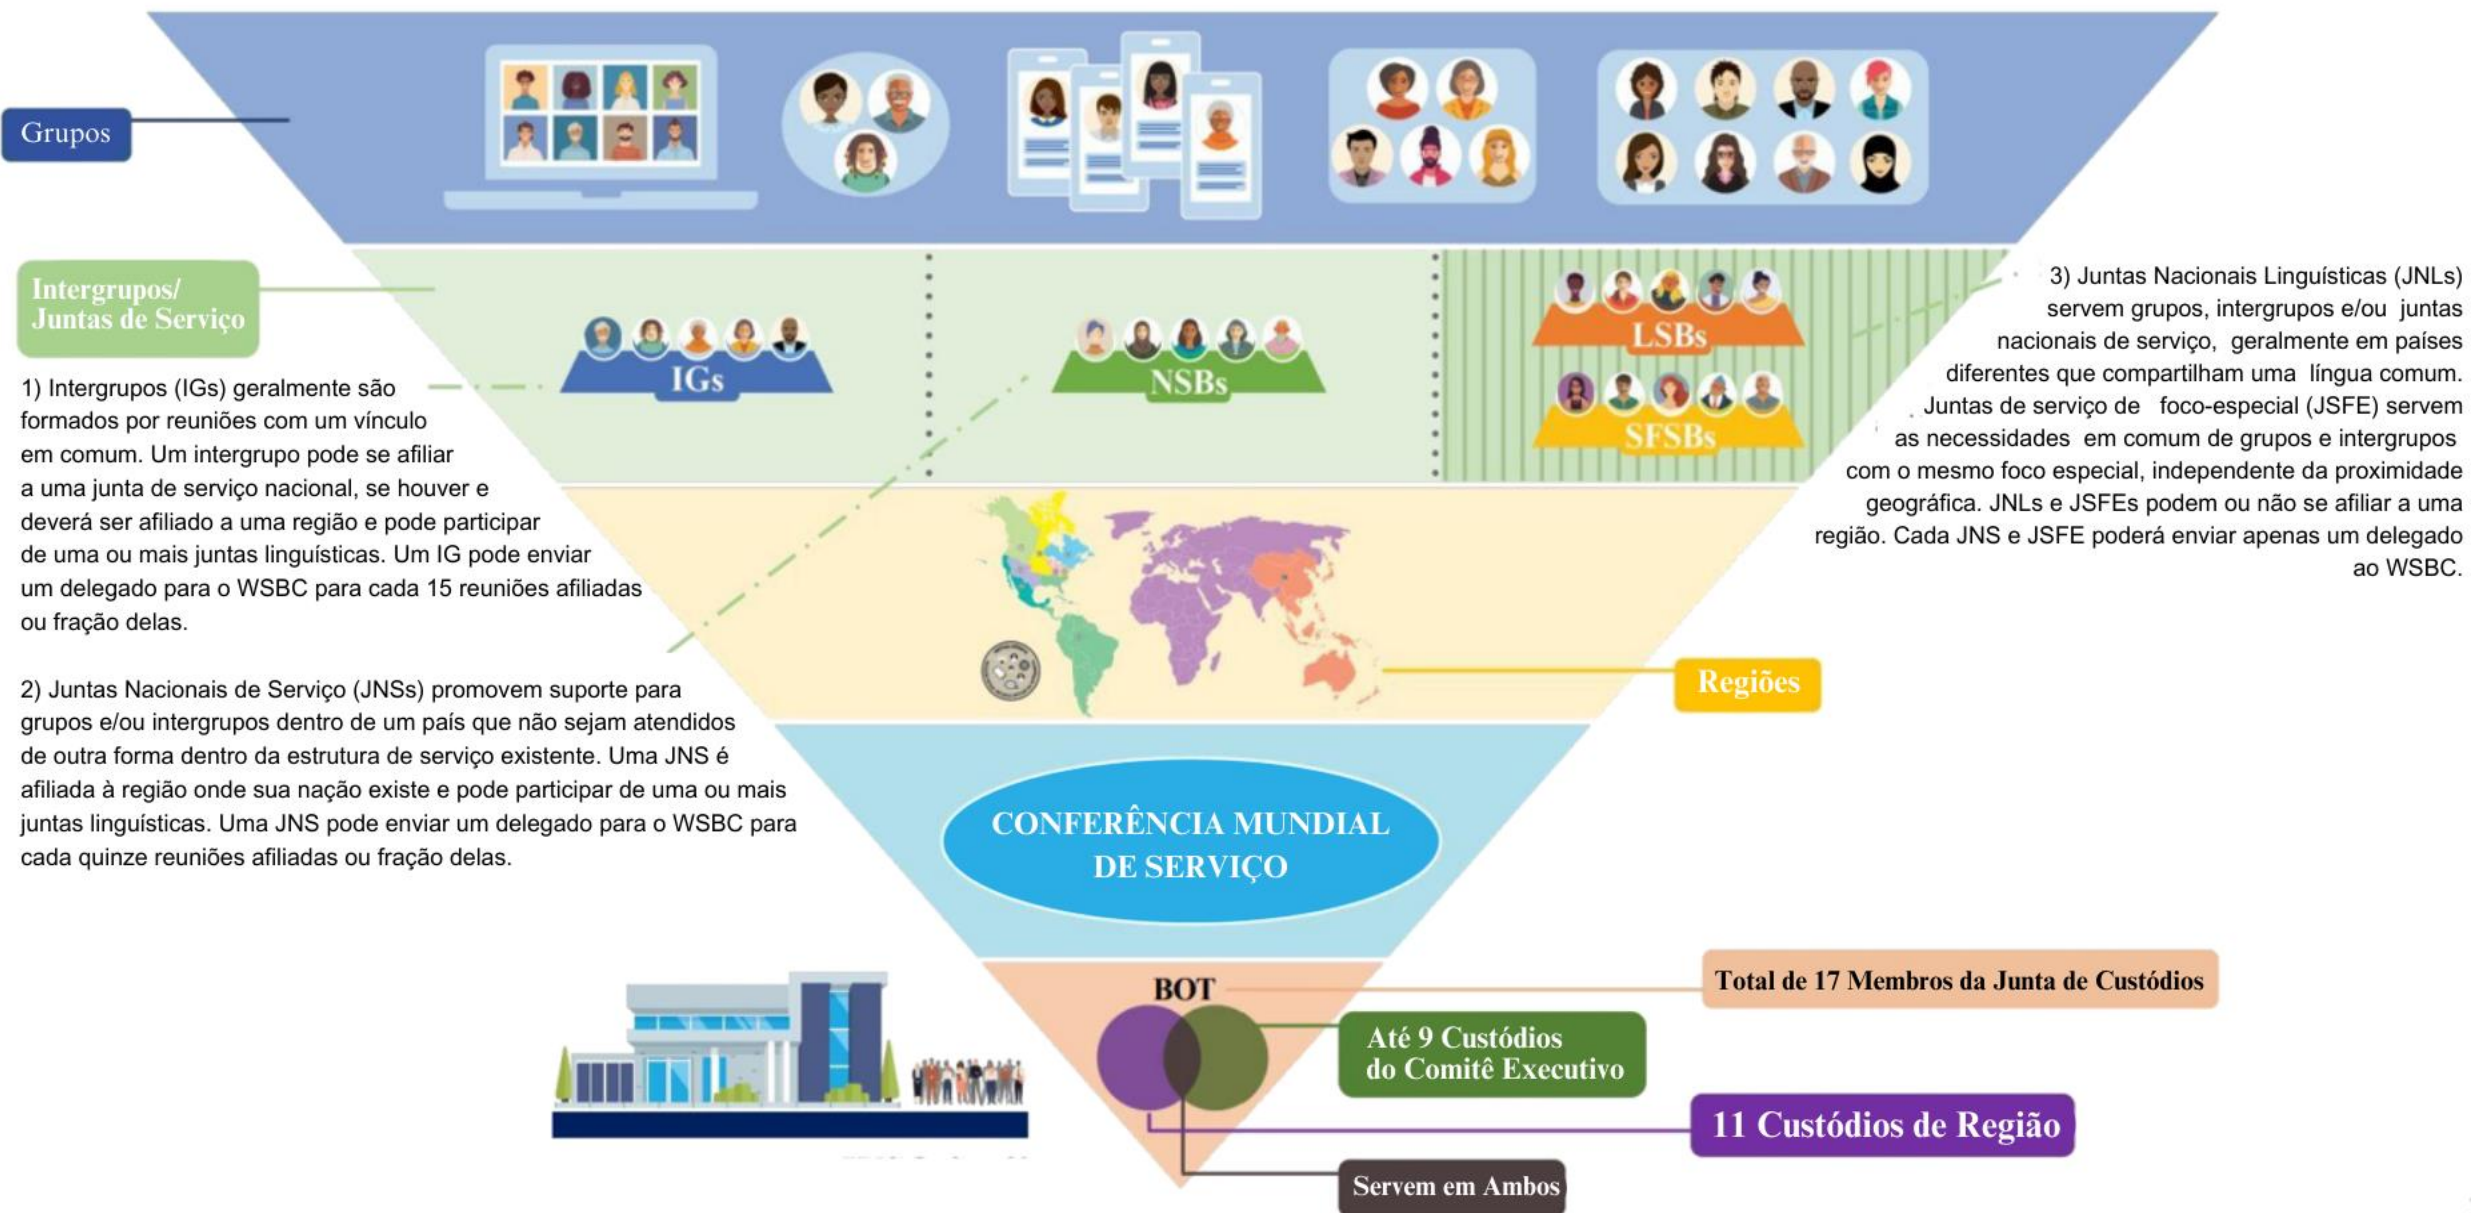 Grupos
Intergrupos/
Juntas de Serviço
IGs
NSBs
LSBs
SFSBs
1) Intergrupos (IGs) geralmente são
formados por reuniões com um vínculo
em comum. Um intergrupo pode se afiliar
a uma junta de serviço nacional, se houver e
deverá ser afiliado a uma região e pode participar
de uma ou mais juntas linguísticas. Um IG pode enviar
um delegado para o WSBC para cada 15 reuniões afiliadas
ou fração delas.
2) Juntas Nacionais de Serviço (JNSs) promovem suporte para
grupos e/ou intergrupos dentro de um país que não sejam atendidos
de outra forma dentro da estrutura de serviço existente. Uma JNS é
afiliada à região onde sua nação existe e pode participar de uma ou mais
juntas linguísticas. Uma JNS pode enviar um delegado para o WSBC para
cada quinze reuniões afiliadas ou fração delas.
3) Juntas Nacionais Linguísticas (JNLs)
servem grupos, intergrupos e/ou juntas
nacionais de serviço, geralmente em países
diferentes que compartilham uma língua comum.
Juntas de serviço de foco-especial (JSFE) servem
as necessidades em comum de grupos e intergrupos
com o mesmo foco especial, independente da proximidade
geográfica. JNLs e JSFEs podem ou não se afiliar a uma
região. Cada JNS e JSFE poderá enviar apenas um delegado
ao WSBC.
Regiões
CONFERÊNCIA MUNDIAL
DE SERVIÇO
BOT
Total de 17 Membros da Junta de Custódios
Até 9 Custódios
do Comitê Executivo
11 Custódios de Região
Servem em Ambos